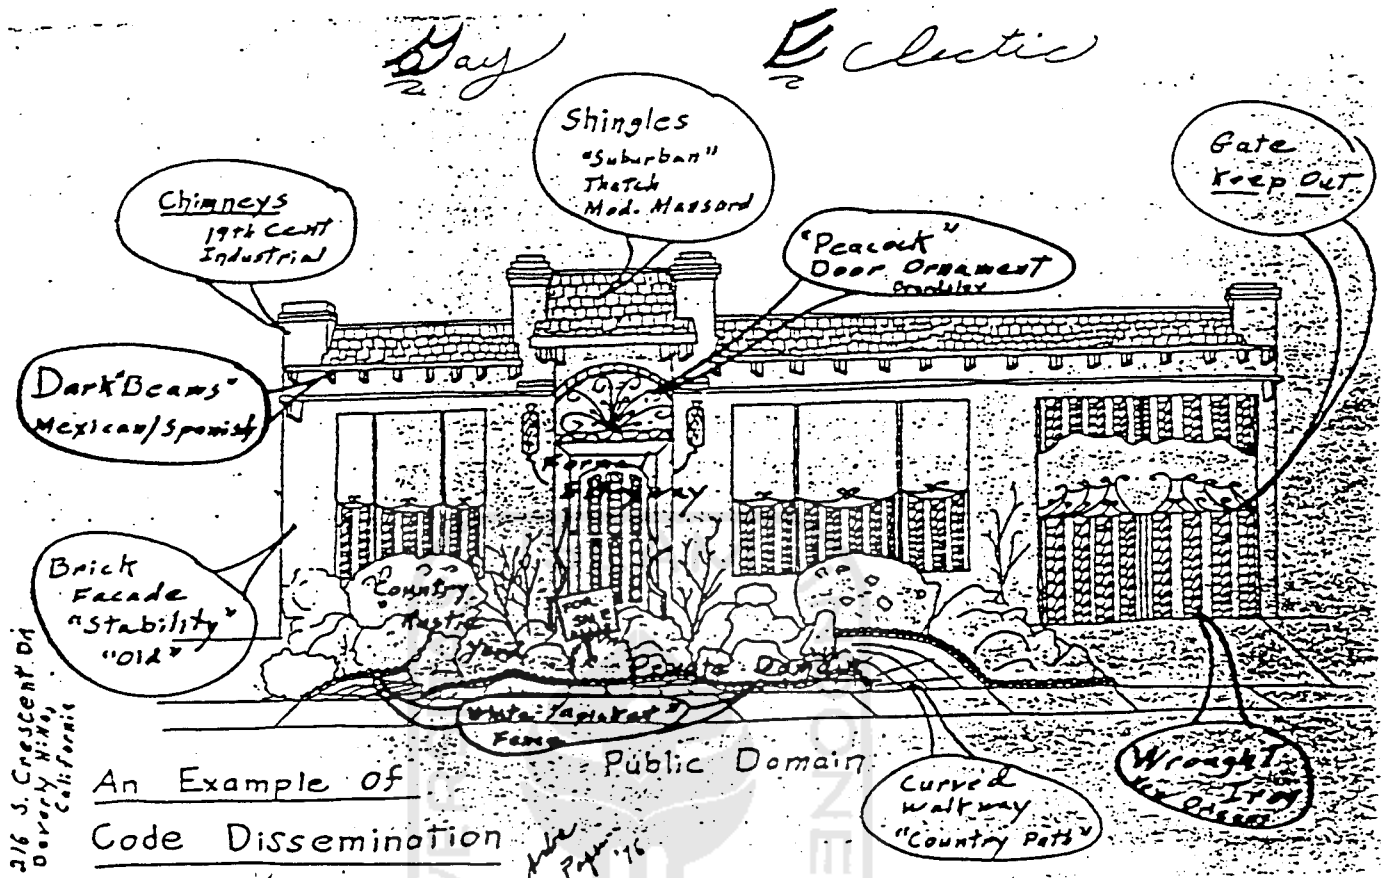 Gay Eclectic
Shingles
"Suburban"
Thatch
Mod. Mansard
Gate
Keep Out
Chimneys
19th Cent
Industrial
"Peacock"
Door Ornament
Dark "Beams"
Mexican/Spanish
Brick
Facade
"Stability"
"Old"
"Country
Rustic
Yard
FOR
SALE
Private Domain
White "a picket"
Fence
Public Domain
Curved
Walkway
"Country Path"
Wrought
Iron
216 S. Crescent Dr
Beverly Hills,
California
An Example of
Code Dissemination
'76